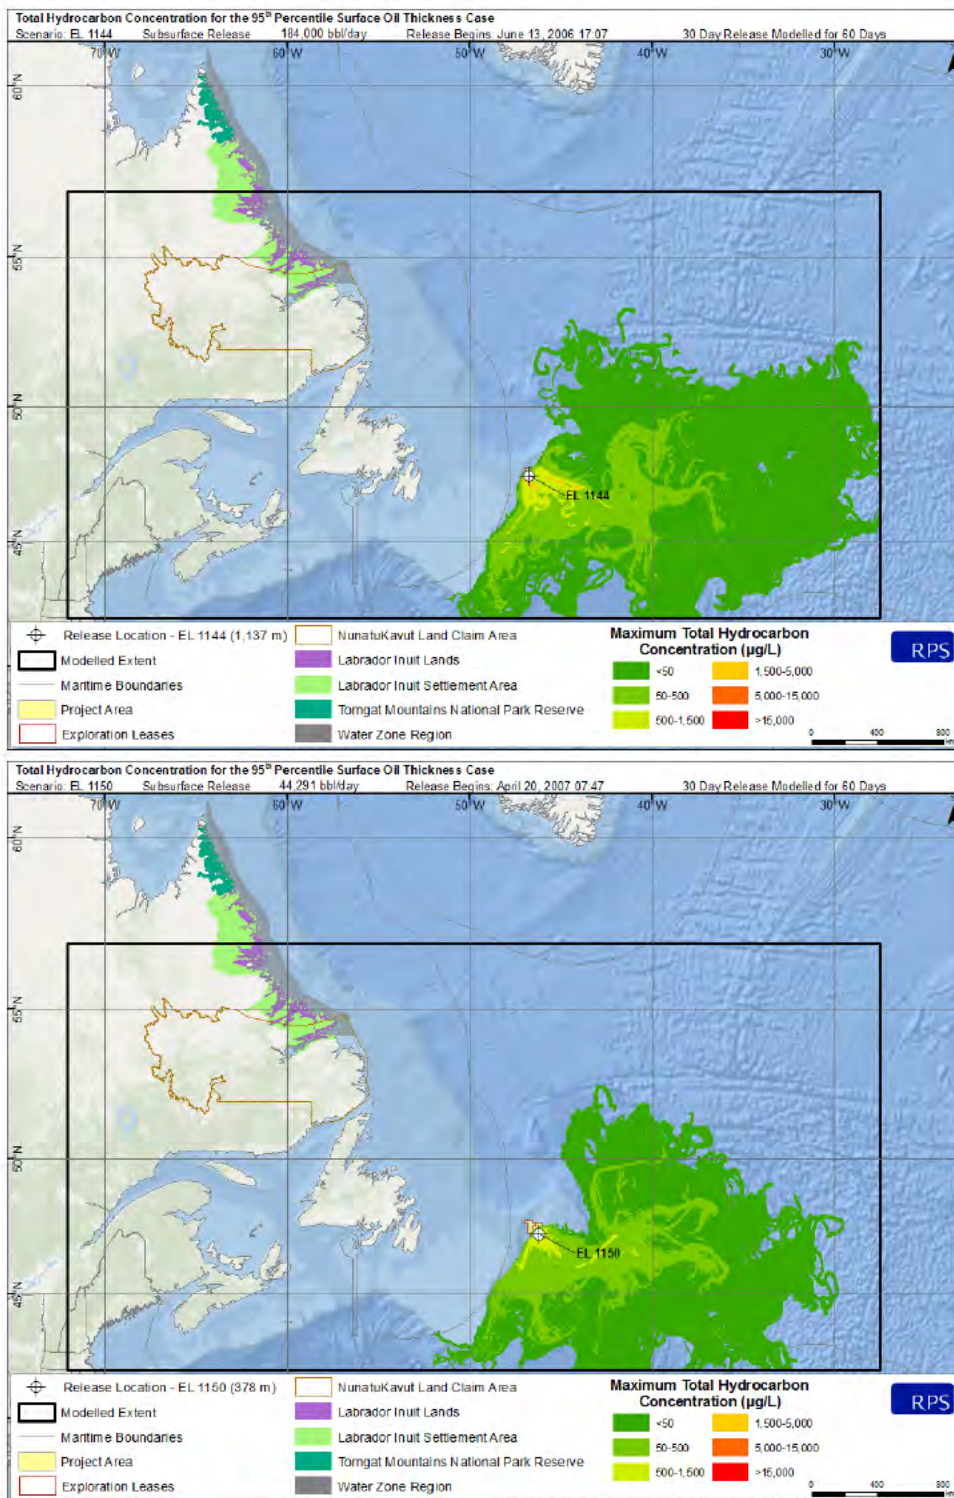 Total Hydrocarbon Concentration for the 95th Percentile Surface Oil Thickness Case
Scenario: EL 1144 Subsurface Release 184,000 bbl/day Release Begins: June 13, 2006 17:07 30 Day Release Modelled for 60 Days
70°W 60°W 50°W 40°W 30°W
60°N
55°N
50°N
EL 1144
45°N
Release Location - EL 1144 (1,137 m)
Modelled Extent
Maritime Boundaries
Project Area
Exploration Leases
NunatuKavut Land Claim Area
Labrador Inuit Lands
Labrador Inuit Settlement Area
Torngat Mountains National Park Reserve
Water Zone Region
Maximum Total Hydrocarbon
Concentration (µg/L)
<50 1,500-5,000
50-500 5,000-15,000
500-1,500 >15,000
RPS
0 400 800
km
Total Hydrocarbon Concentration for the 95th Percentile Surface Oil Thickness Case
Scenario: EL 1150 Subsurface Release 44,291 bbl/day Release Begins: April 20, 2007 07:47 30 Day Release Modelled for 60 Days
70°W 60°W 50°W 40°W 30°W
60°N
55°N
50°N
EL 1150
45°N
Release Location - EL 1150 (378 m)
Modelled Extent
Maritime Boundaries
Project Area
Exploration Leases
NunatuKavut Land Claim Area
Labrador Inuit Lands
Labrador Inuit Settlement Area
Torngat Mountains National Park Reserve
Water Zone Region
Maximum Total Hydrocarbon
Concentration (µg/L)
<50 1,500-5,000
50-500 5,000-15,000
500-1,500 >15,000
RPS
0 400 800
km